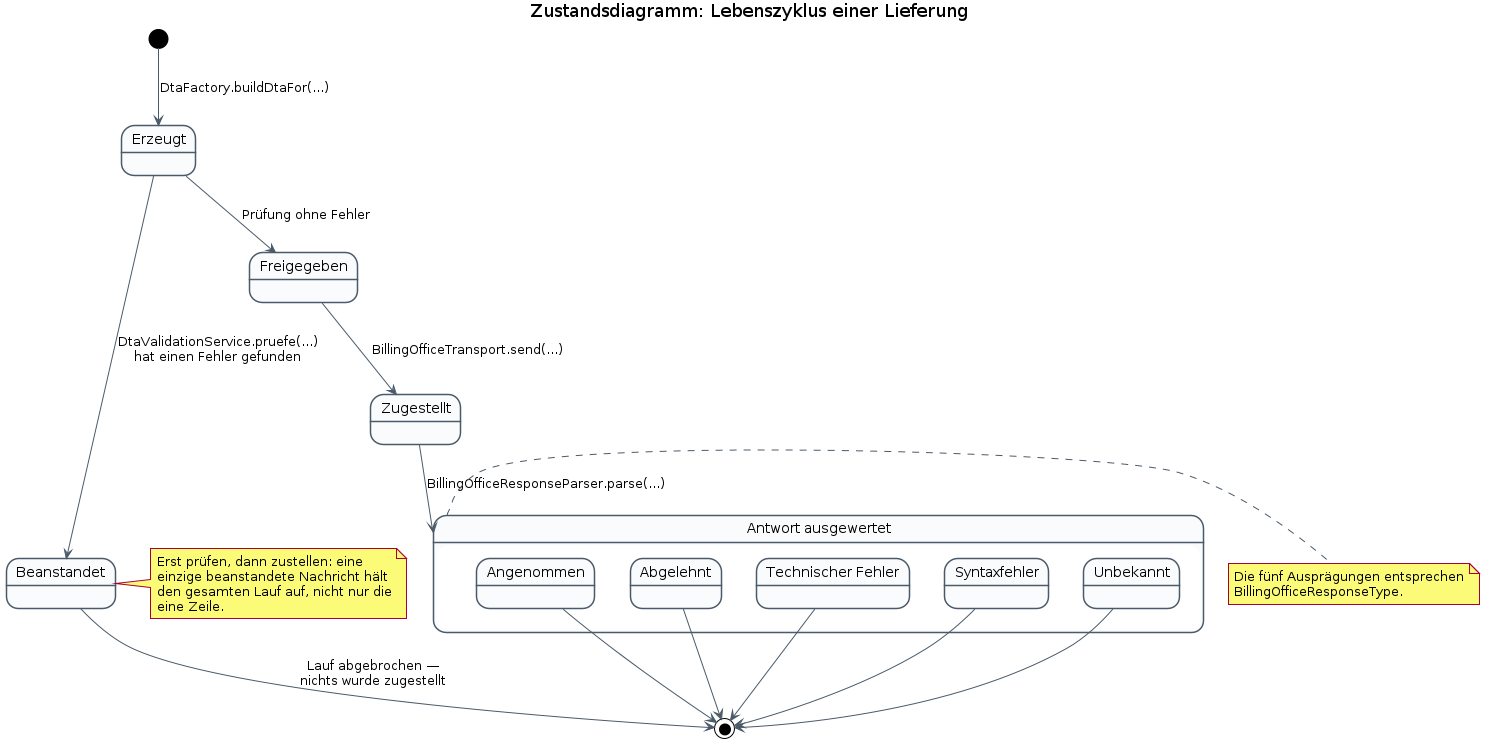 Zustandsdiagramm: Lebenszyklus einer Lieferung
DtaFactory.buildDtaFor(...)
Erzeugt
Prüfung ohne Fehler
Freigegeben
DtaValidationService.pruefe(...)
hat einen Fehler gefunden
BillingOfficeTransport.send(...)
Zugestellt
BillingOfficeResponseParser.parse(...)
Antwort ausgewertet
Beanstandet
Erst prüfen, dann zustellen: eine
einzige beanstandete Nachricht hält
den gesamten Lauf auf, nicht nur die
eine Zeile.
Angenommen
Abgelehnt
Technischer Fehler
Syntaxfehler
Unbekannt
Die fünf Ausprägungen entsprechen
BillingOfficeResponseType.
Lauf abgebrochen —
nichts wurde zugestellt